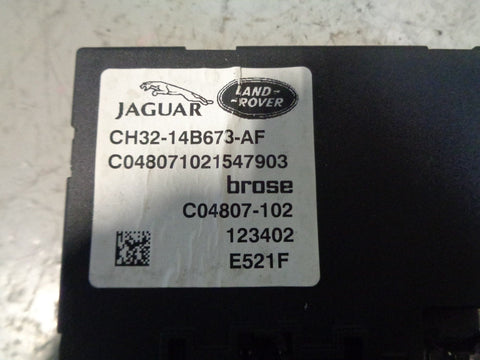 JAGUAR
LAND-
-ROVER
CH32-14B673-AF
C048071021547903
brose
C04807-102
123402
E521F